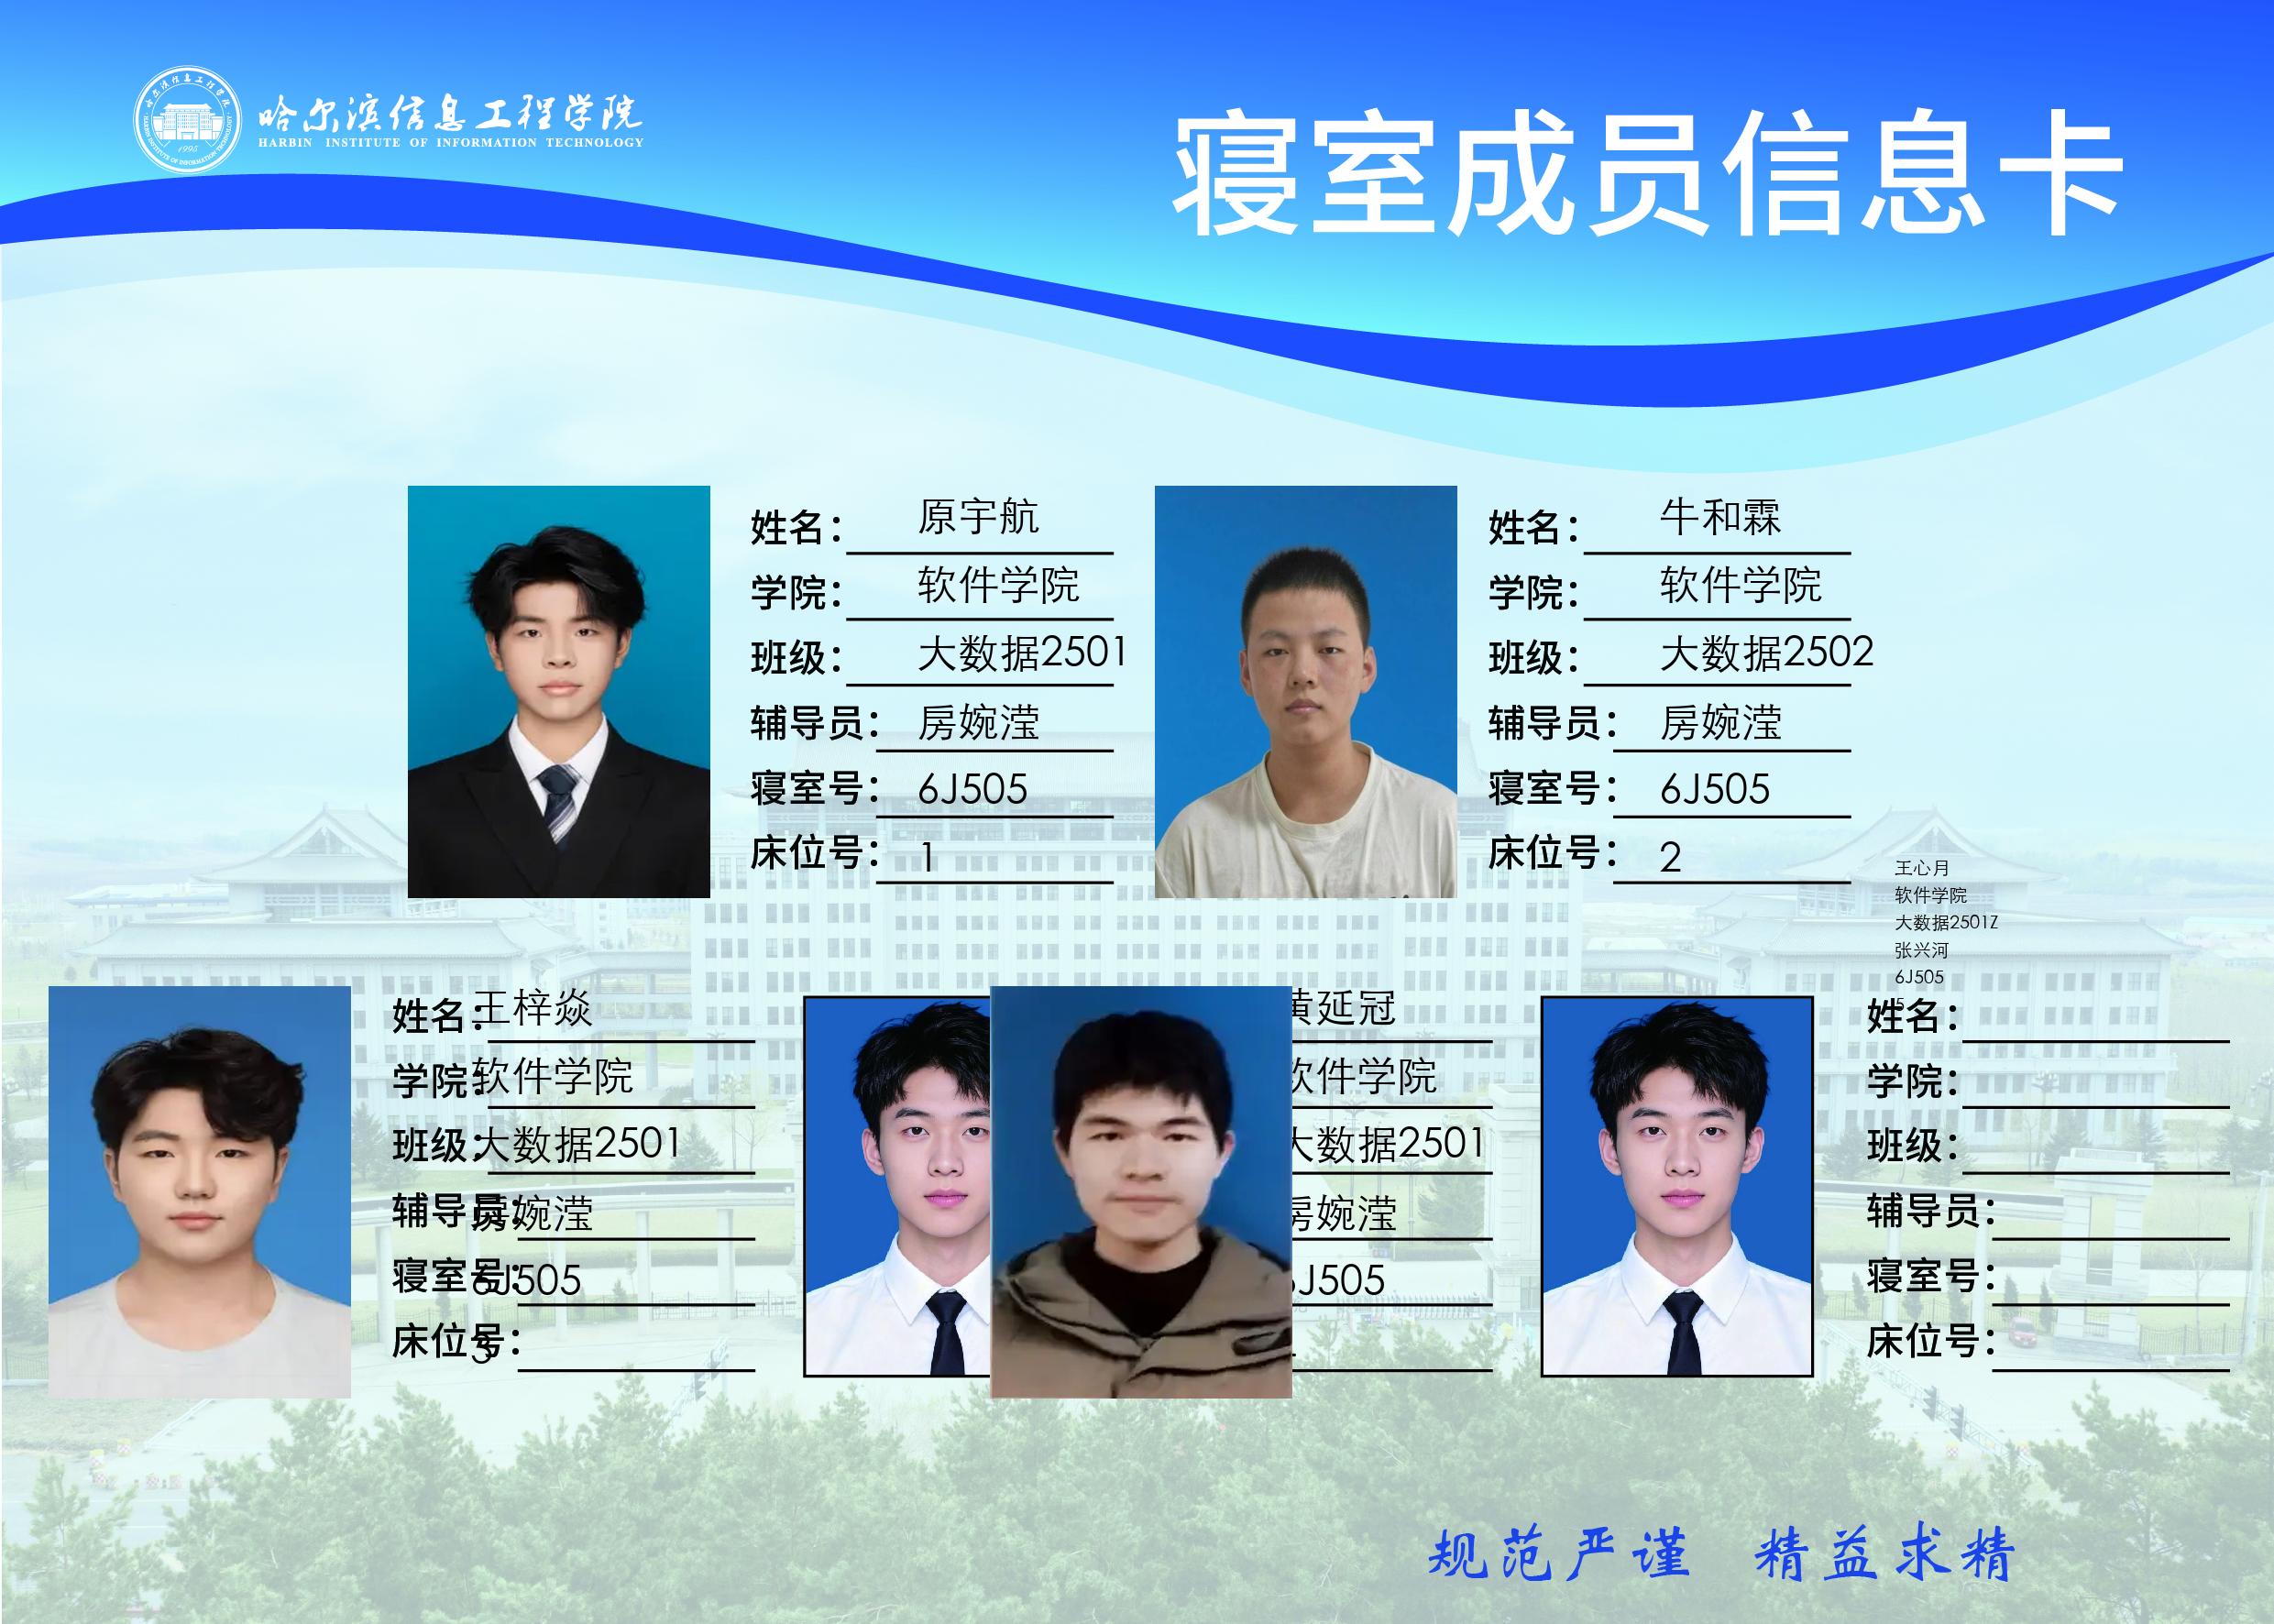 哈尔滨信息工程学院
HARBIN INSTITUTE OF INFORMATION TECHNOLOGY
1995
寝室成员信息卡
姓名： 原宇航
学院： 软件学院
班级： 大数据2501
辅导员： 房婉滢
寝室号： 6J505
床位号： 1
姓名： 牛和霖
学院： 软件学院
班级： 大数据2502
辅导员： 房婉滢
寝室号： 6J505
床位号： 2
王心月
软件学院
大数据2501Z
张兴河
6J505
5
姓名： 王梓焱
学院： 软件学院
班级： 大数据2501
辅导员： 房婉滢
寝室号： 6J505
床位号： 3
黄延冠
软件学院
大数据2501
房婉滢
6J505
姓名：
学院：
班级：
辅导员：
寝室号：
床位号：
规范严谨 精益求精